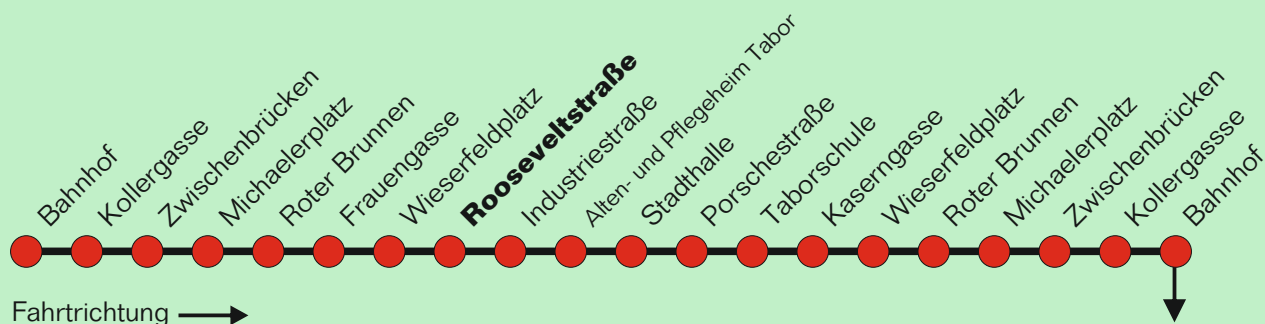 Bahnhof
Kollergasse
Zwischenbrücken
Michaelerplatz
Roter Brunnen
Frauengasse
Wieserfeldplatz
Rooseveltstraße
Industriestraße
Alten- und Pflegeheim Tabor
Stadthalle
Porschestraße
Taborschule
Kaserngasse
Wieserfeldplatz
Roter Brunnen
Michaelerplatz
Zwischenbrücken
Kollergasse
Bahnhof
Fahrtrichtung